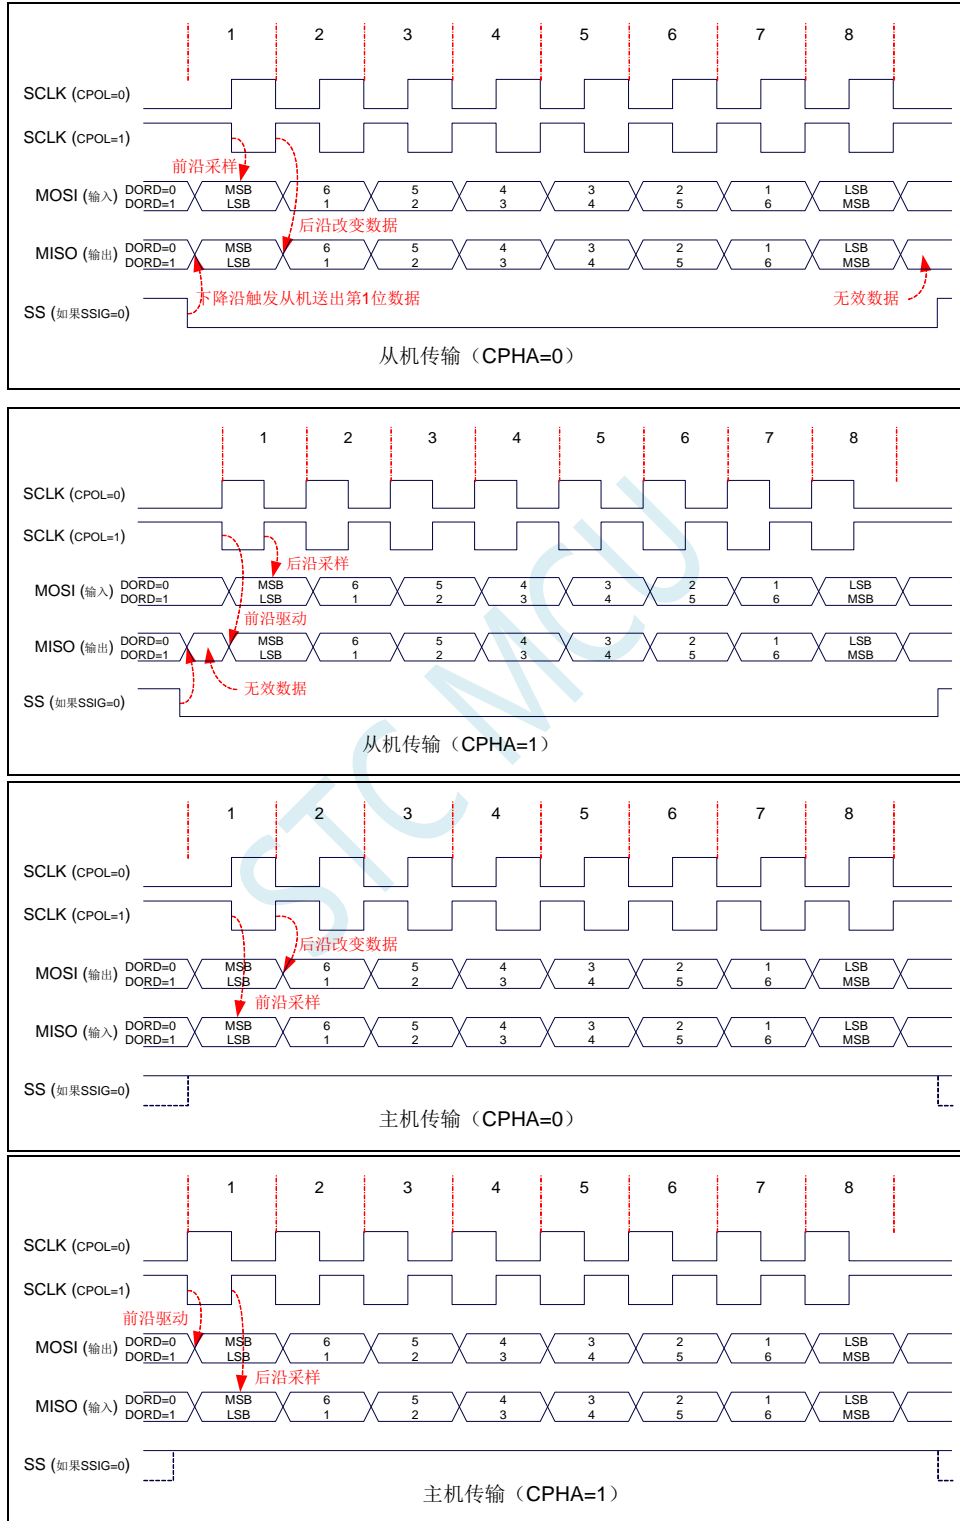 1 2 3 4 5 6 7 8
SCLK (CPOL=0)
SCLK (CPOL=1)
前沿采样
MOSI (输入) DORD=0 MSB 6 5 4 3 2 1 LSB
DORD=1 LSB 1 2 3 4 5 6 MSB
后沿改变数据
MISO (输出) DORD=0 MSB 6 5 4 3 2 1 LSB
DORD=1 LSB 1 2 3 4 5 6 MSB
下降沿触发从机送出第1位数据 无效数据
SS (如果SSIG=0)
从机传输（CPHA=0）
1 2 3 4 5 6 7 8
SCLK (CPOL=0)
SCLK (CPOL=1)
后沿采样
MOSI (输入) DORD=0 MSB 6 5 4 3 2 1 LSB
DORD=1 LSB 1 2 3 4 5 6 MSB
前沿驱动
MISO (输出) DORD=0 MSB 6 5 4 3 2 1 LSB
DORD=1 LSB 1 2 3 4 5 6 MSB
无效数据
SS (如果SSIG=0)
从机传输（CPHA=1）
STC MCU
1 2 3 4 5 6 7 8
SCLK (CPOL=0)
SCLK (CPOL=1)
后沿改变数据
MOSI (输出) DORD=0 MSB 6 5 4 3 2 1 LSB
DORD=1 LSB 1 2 3 4 5 6 MSB
前沿采样
MISO (输入) DORD=0 MSB 6 5 4 3 2 1 LSB
DORD=1 LSB 1 2 3 4 5 6 MSB
SS (如果SSIG=0)
主机传输（CPHA=0）
1 2 3 4 5 6 7 8
SCLK (CPOL=0)
SCLK (CPOL=1)
前沿驱动
MOSI (输出) DORD=0 MSB 6 5 4 3 2 1 LSB
DORD=1 LSB 1 2 3 4 5 6 MSB
后沿采样
MISO (输入) DORD=0 MSB 6 5 4 3 2 1 LSB
DORD=1 LSB 1 2 3 4 5 6 MSB
SS (如果SSIG=0)
主机传输（CPHA=1）